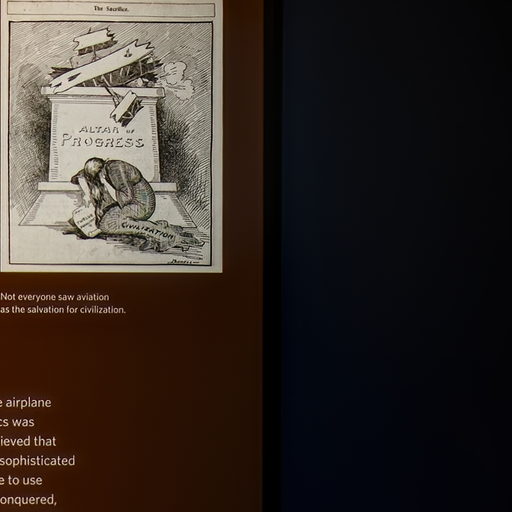 The Sacrifice.
ALTAR OF
PROGRESS
CIVILIZATION
Not everyone saw aviation
as the salvation for civilization.
e airplane
cs was
ieved that
sophisticated
e to use
onquered,